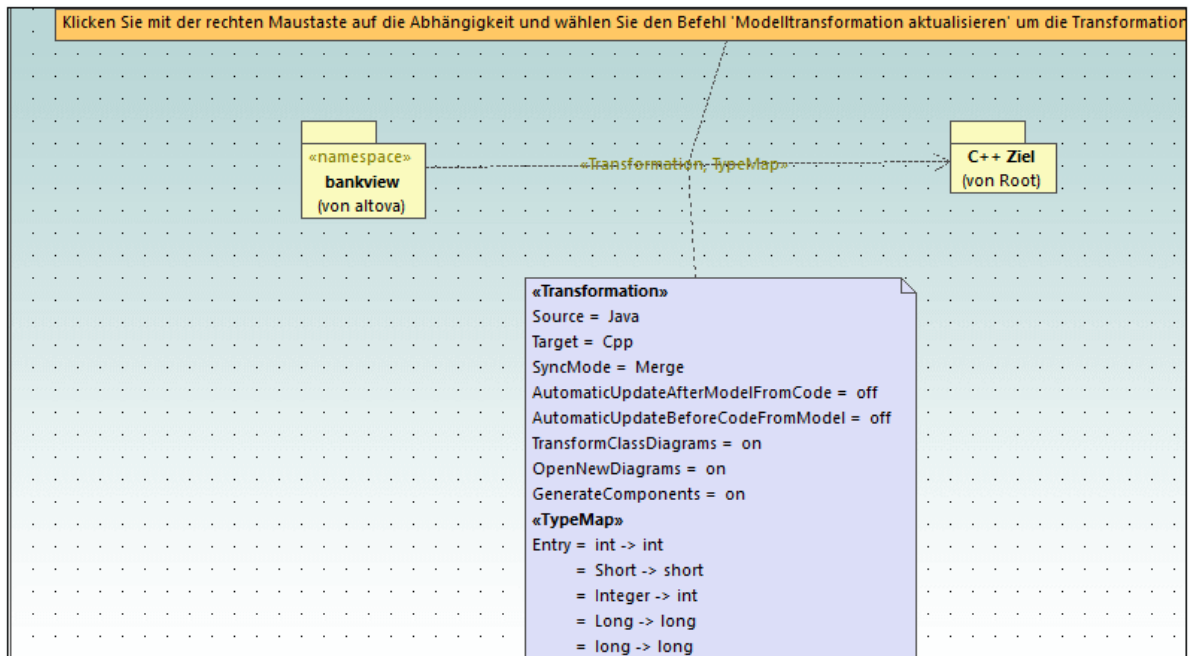 Klicken Sie mit der rechten Maustaste auf die Abhängigkeit und wählen Sie den Befehl 'Modelltransformation aktualisieren' um die Transformation
«namespace»
bankview
(von altova)
«Transformation, TypeMap»
C++ Ziel
(von Root)
«Transformation»
Source = Java
Target = Cpp
SyncMode = Merge
AutomaticUpdateAfterModelFromCode = off
AutomaticUpdateBeforeCodeFromModel = off
TransformClassDiagrams = on
OpenNewDiagrams = on
GenerateComponents = on
«TypeMap»
Entry = int -> int
= Short -> short
= Integer -> int
= Long -> long
= long -> long